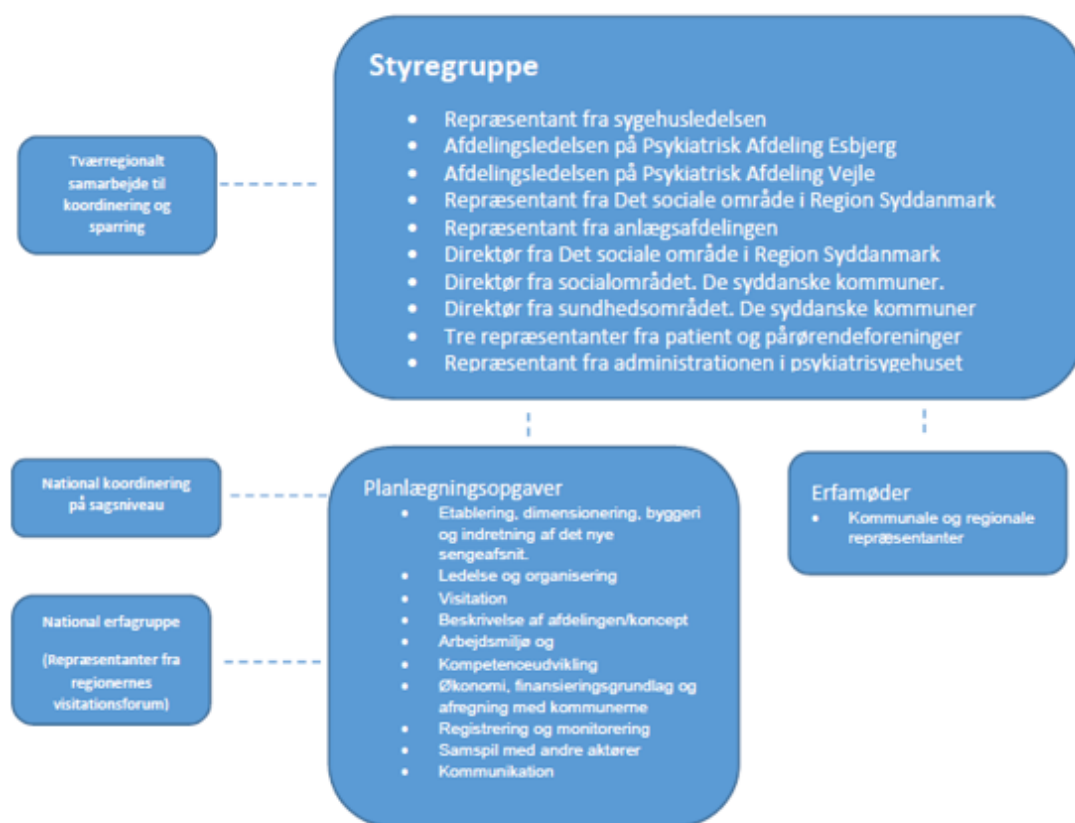 Styregruppe
• Repræsentant fra sygehusledelsen
• Afdelingsledelsen på Psykiatrisk Afdeling Esbjerg
• Afdelingsledelsen på Psykiatrisk Afdeling Vejle
• Repræsentant fra Det sociale område i Region Syddanmark
• Repræsentant fra anlægsafdelingen
• Direktør fra Det sociale område i Region Syddanmark
• Direktør fra socialområdet. De syddanske kommuner.
• Direktør fra sundhedsområdet. De syddanske kommuner
• Tre repræsentanter fra patient og pårørendeforeninger
• Repræsentant fra administrationen i psykiatrisygehuset
Tværregionalt
samarbejde til
koordinering og
sparring
National koordinering
på sagsniveau
National erfagruppe
(Repræsentanter fra
regionernes
visitationsforum)
Planlægningsopgaver
• Etablering, dimensionering, byggeri
og indretning af det nye
sengeafsnit.
• Ledelse og organisering
• Visitation
• Beskrivelse af afdelingen/koncept
• Arbejdsmiljø og
• Kompetenceudvikling
• Økonomi, finansieringsgrundlag og
afregning med kommunerne
• Registrering og monitorering
• Samspil med andre aktører
• Kommunikation
Erfamøder
• Kommunale og regionale
repræsentanter